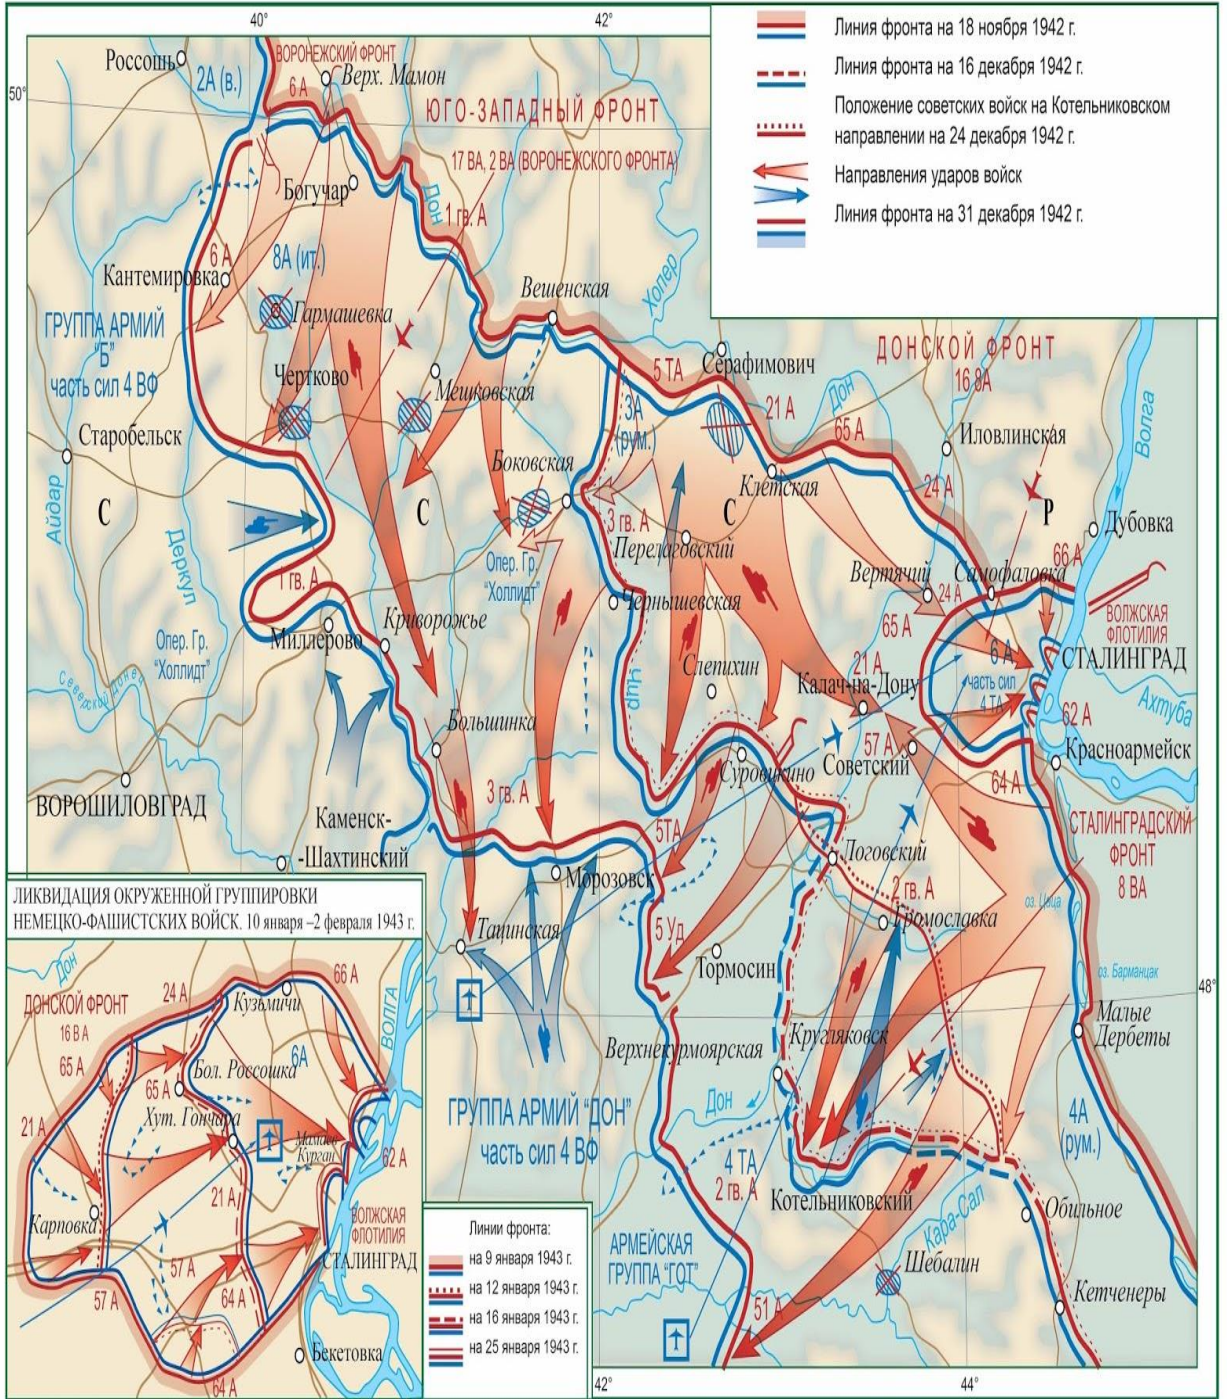 40°
42°
Линия фронта на 18 ноября 1942 г.
Линия фронта на 16 декабря 1942 г.
Положение советских войск на Котельниковском
направлении на 24 декабря 1942 г.
Направления ударов войск
Линия фронта на 31 декабря 1942 г.
50°
Россошь
2А (в.)
ВОРОНЕЖСКИЙ ФРОНТ
6 А
Верх. Мамон
ЮГО-ЗАПАДНЫЙ ФРОНТ
17 ВА, 2 ВА (ВОРОНЕЖСКОГО ФРОНТА)
Богучар
Дон
1 гв. А
6 А
8А (ит.)
Кантемировка
Гармашевка
Вешенская
Хопер
ГРУППА АРМИЙ
"Б"
часть сил 4 ВФ
Чертково
Мешковская
5 ТА
Серафимович
ДОНСКОЙ ФРОНТ
16 ВА
3А
(рум.)
21 А
Дон
65 А
Волга
Старобельск
Боковская
Иловлинская
Клетская
24 А
Айдар
С
С
С
Р
3 гв. А
Дубовка
Деркул
Перелазовский
Опер. Гр.
"Холлидт"
66 А
Вертячий
Самофаловка
24 А
1 гв. А
Чернышевская
65 А
ВОЛЖСКАЯ
ФЛОТИЛИЯ
Миллерово
Криворожье
Опер. Гр.
"Холлидт"
6 А
часть сил
4 ТА
СТАЛИНГРАД
Слепихин
21 А
Калач-на-Дону
Северский Донец
Чир
Ахтуба
62 А
Большинка
57 А
Советский
Красноармейск
Суровикино
64 А
ВОРОШИЛОВГРАД
3 гв. А
Каменск-
-Шахтинский
5ТА
СТАЛИНГРАДСКИЙ
ФРОНТ
8 ВА
Морозовск
Логовский
2 гв. А
оз. Цаца
Громославка
Тацинская
5 Уд
Тормосин
оз. Барманцак
48°
Малые
Дербеты
Верхнекурмоярская
Кругляковск
Дон
ГРУППА АРМИЙ "ДОН"
часть сил 4 ВФ
4А
(рум.)
4 ТА
2 гв. А
Котельниковский
Кара-Сал
Обильное
АРМЕЙСКАЯ
ГРУППА "ГОТ"
Шебалин
51 А
Кетченеры
42°
44°
ЛИКВИДАЦИЯ ОКРУЖЕННОЙ ГРУППИРОВКИ
НЕМЕЦКО-ФАШИСТСКИХ ВОЙСК. 10 января –2 февраля 1943 г.
Дон
ДОНСКОЙ ФРОНТ
16 В А
24 А
Кузьмичи
66 А
ВОЛГА
65 А
6А
Бол. Россошка
65 А
Хут. Гончара
21 А
Мамаев
Курган
62 А
21 А
Карповка
ВОЛЖСКАЯ
ФЛОТИЛИЯ
СТАЛИНГРАД
57 А
57 А
64 А
Бекетовка
64 А
Линии фронта:
на 9 января 1943 г.
на 12 января 1943 г.
на 16 января 1943 г.
на 25 января 1943 г.